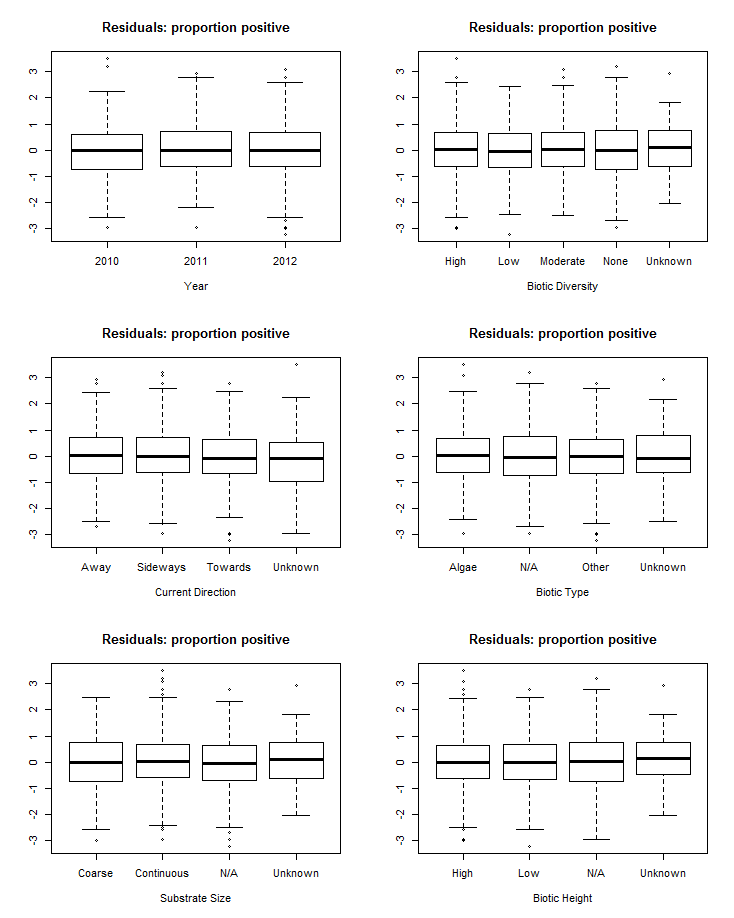 Residuals: proportion positive
3
2
1
0
-1
-2
-3
2010 2011 2012
Year
Residuals: proportion positive
3
2
1
0
-1
-2
-3
High Low Moderate None Unknown
Biotic Diversity
Residuals: proportion positive
3
2
1
0
-1
-2
-3
Away Sideways Towards Unknown
Current Direction
Residuals: proportion positive
3
2
1
0
-1
-2
-3
Algae N/A Other Unknown
Biotic Type
Residuals: proportion positive
3
2
1
0
-1
-2
-3
Coarse Continuous N/A Unknown
Substrate Size
Residuals: proportion positive
3
2
1
0
-1
-2
-3
High Low N/A Unknown
Biotic Height